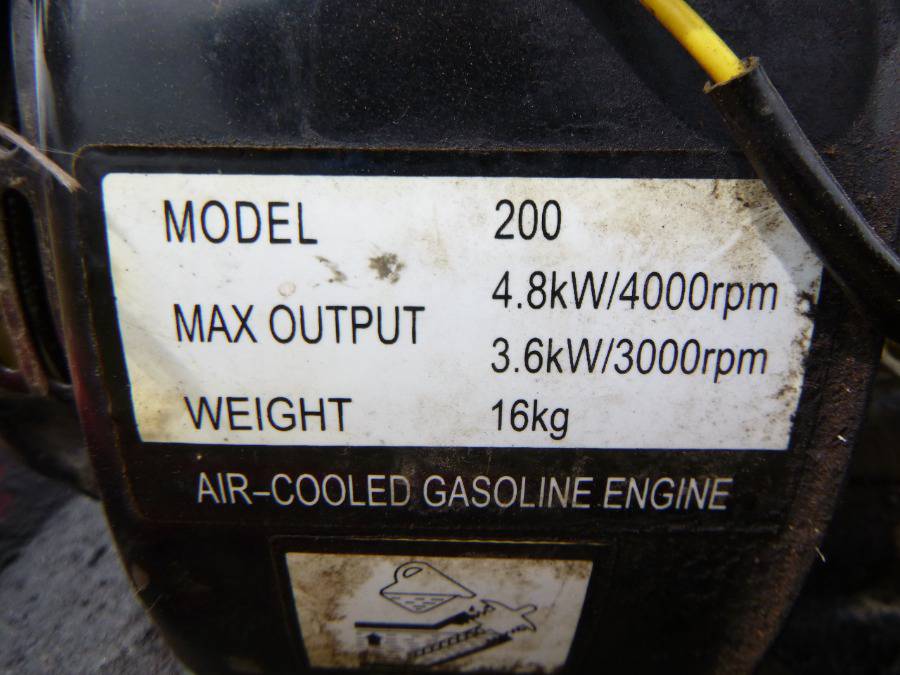 MODEL 200
MAX OUTPUT 4.8kW/4000rpm
3.6kW/3000rpm
WEIGHT 16kg
AIR-COOLED GASOLINE ENGINE